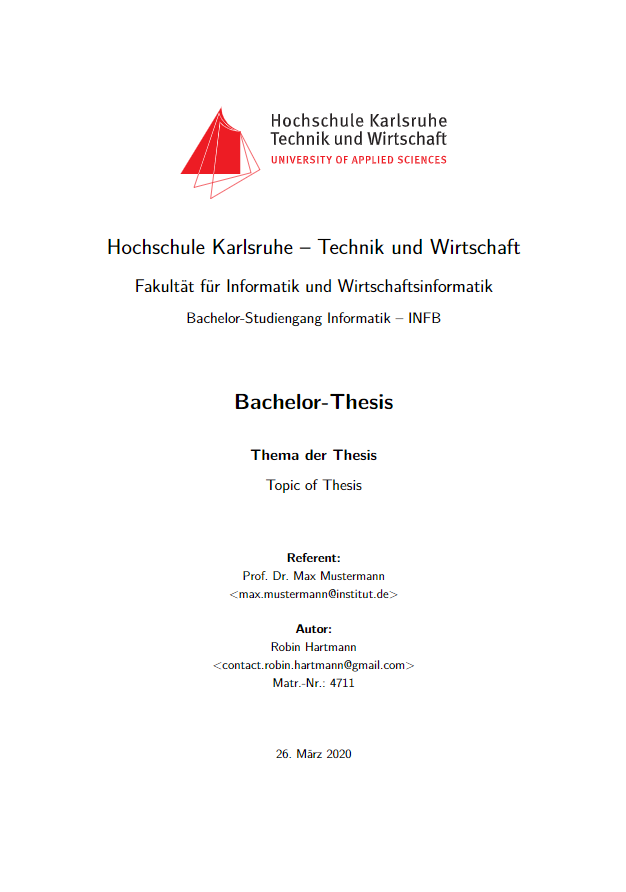 Hochschule Karlsruhe
Technik und Wirtschaft
UNIVERSITY OF APPLIED SCIENCES
Hochschule Karlsruhe – Technik und Wirtschaft
Fakultät für Informatik und Wirtschaftsinformatik
Bachelor-Studiengang Informatik – INFB
Bachelor-Thesis
Thema der Thesis
Topic of Thesis
Referent:
Prof. Dr. Max Mustermann
<max.mustermann@institut.de>
Autor:
Robin Hartmann
<contact.robin.hartmann@gmail.com>
Matr.-Nr.: 4711
26. März 2020